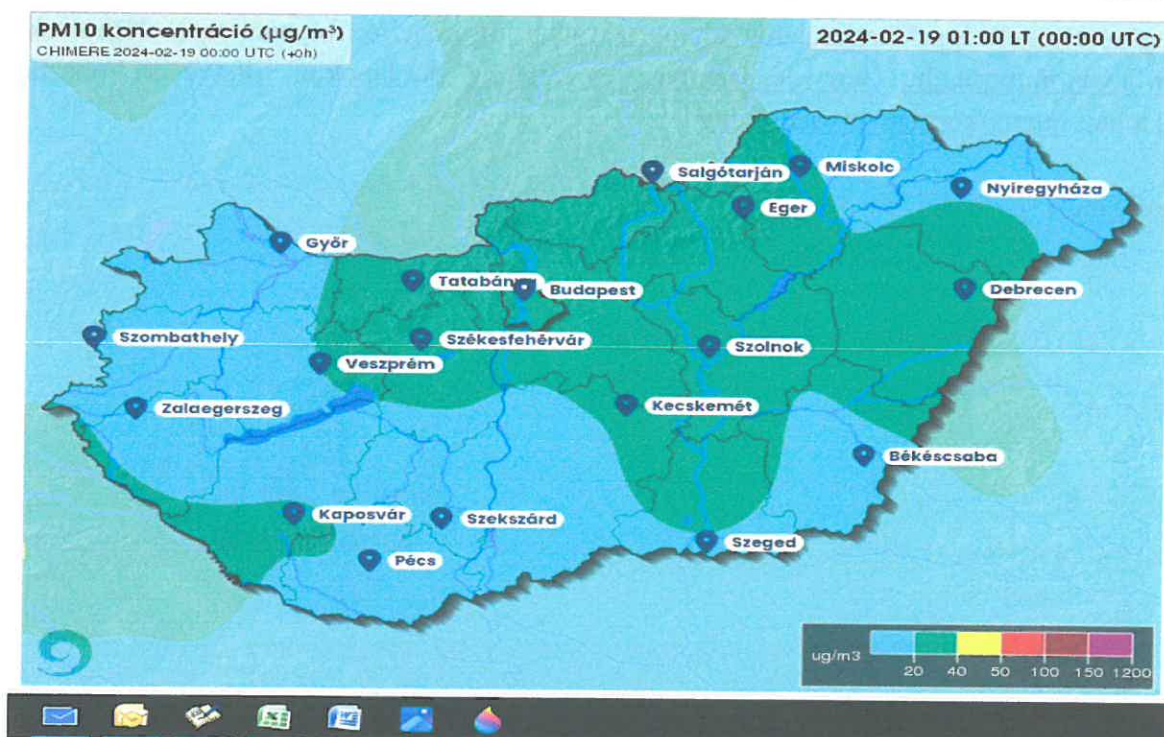 PM10 koncentráció (µg/m³)
CHIMERE 2024-02-19 00:00 UTC (+0h)
2024-02-19 01:00 LT (00:00 UTC)
Salgótarján
Miskolc
Nyiregyháza
Eger
Győr
Tatabánya
Budapest
Debrecen
Szombathely
Székesfehérvár
Szolnok
Veszprém
Zalaegerszeg
Kecskemét
Békéscsaba
Kaposvár
Szekszárd
Szeged
Pécs
ug/m3
20 40 50 100 150 1200